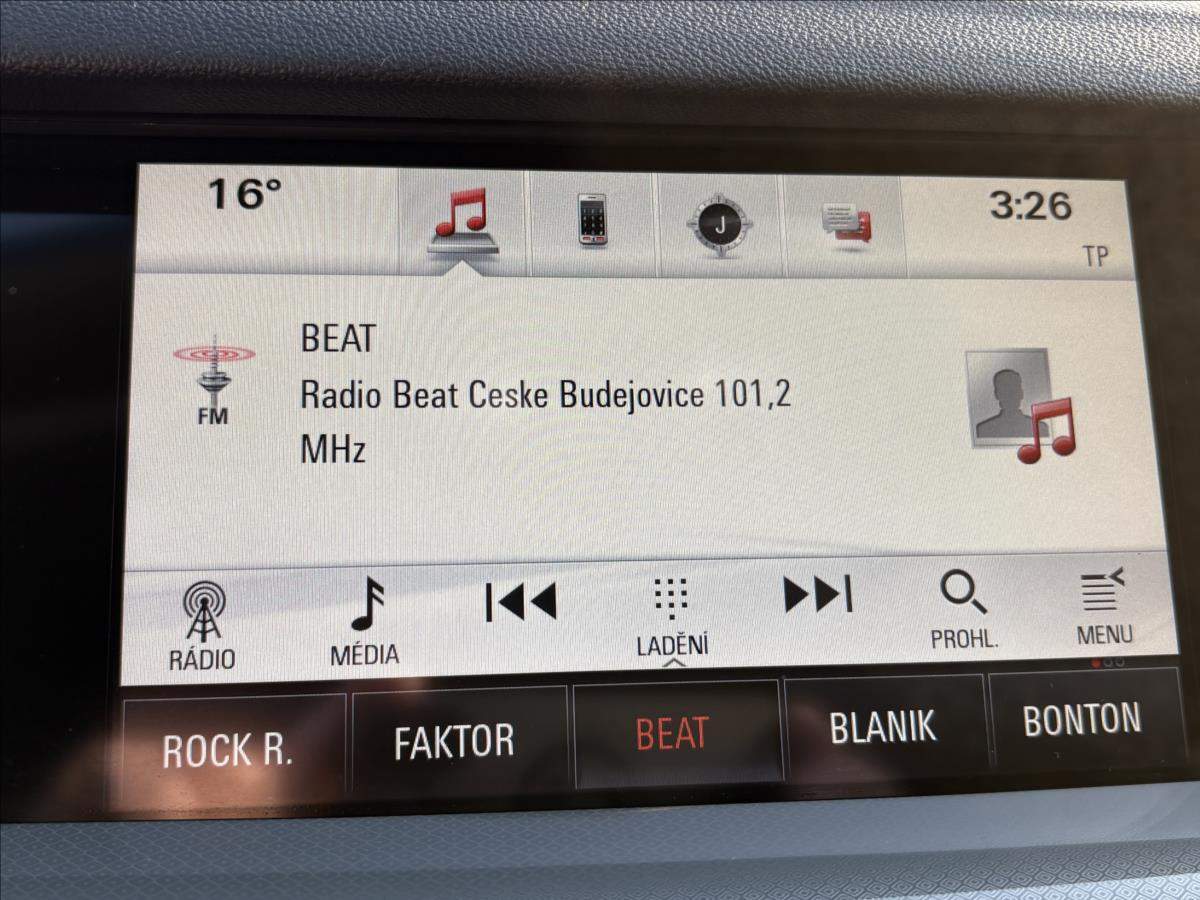 16°
3:26
TP
J
FM
BEAT
Radio Beat Ceske Budejovice 101,2
MHz
RÁDIO
MÉDIA
LADĚNÍ
PROHL.
MENU
ROCK R.
FAKTOR
BEAT
BLANIK
BONTON